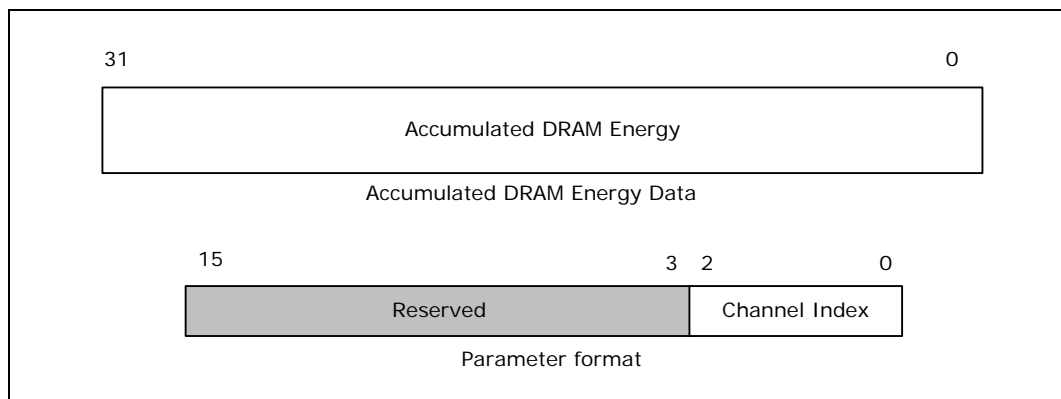 31 0
Accumulated DRAM Energy
Accumulated DRAM Energy Data
15 3 2 0
Reserved Channel Index
Parameter format